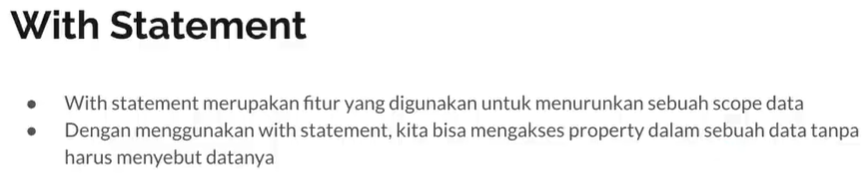 With Statement
● With statement merupakan fitur yang digunakan untuk menurunkan sebuah scope data
● Dengan menggunakan with statement, kita bisa mengakses property dalam sebuah data tanpa
harus menyebut datanya